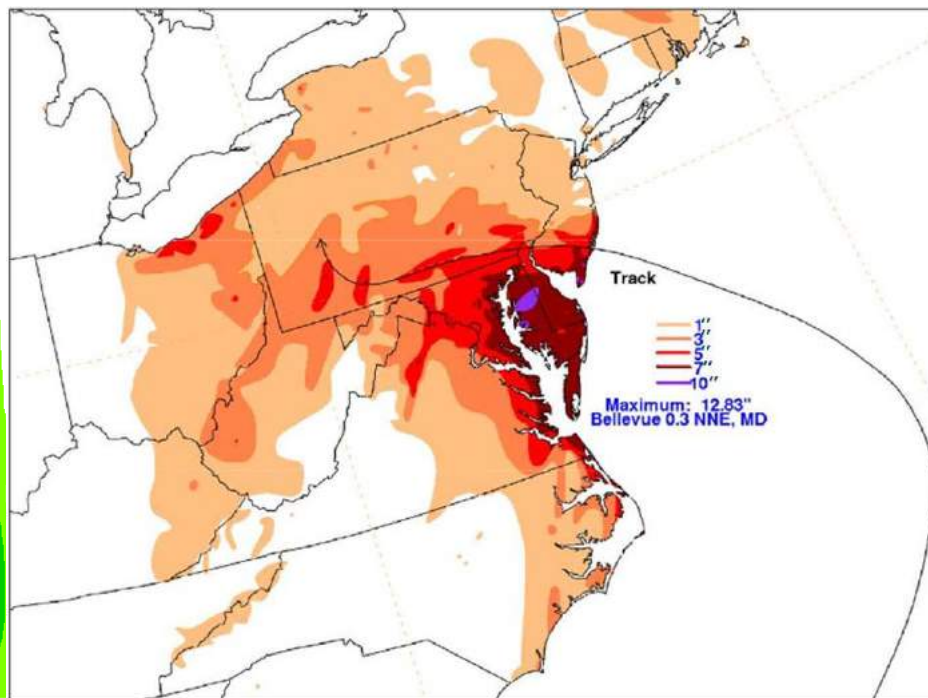 Track
1″
3″
5″
7″
10″
Maximum: 12.83"
Bellevue 0.3 NNE, MD